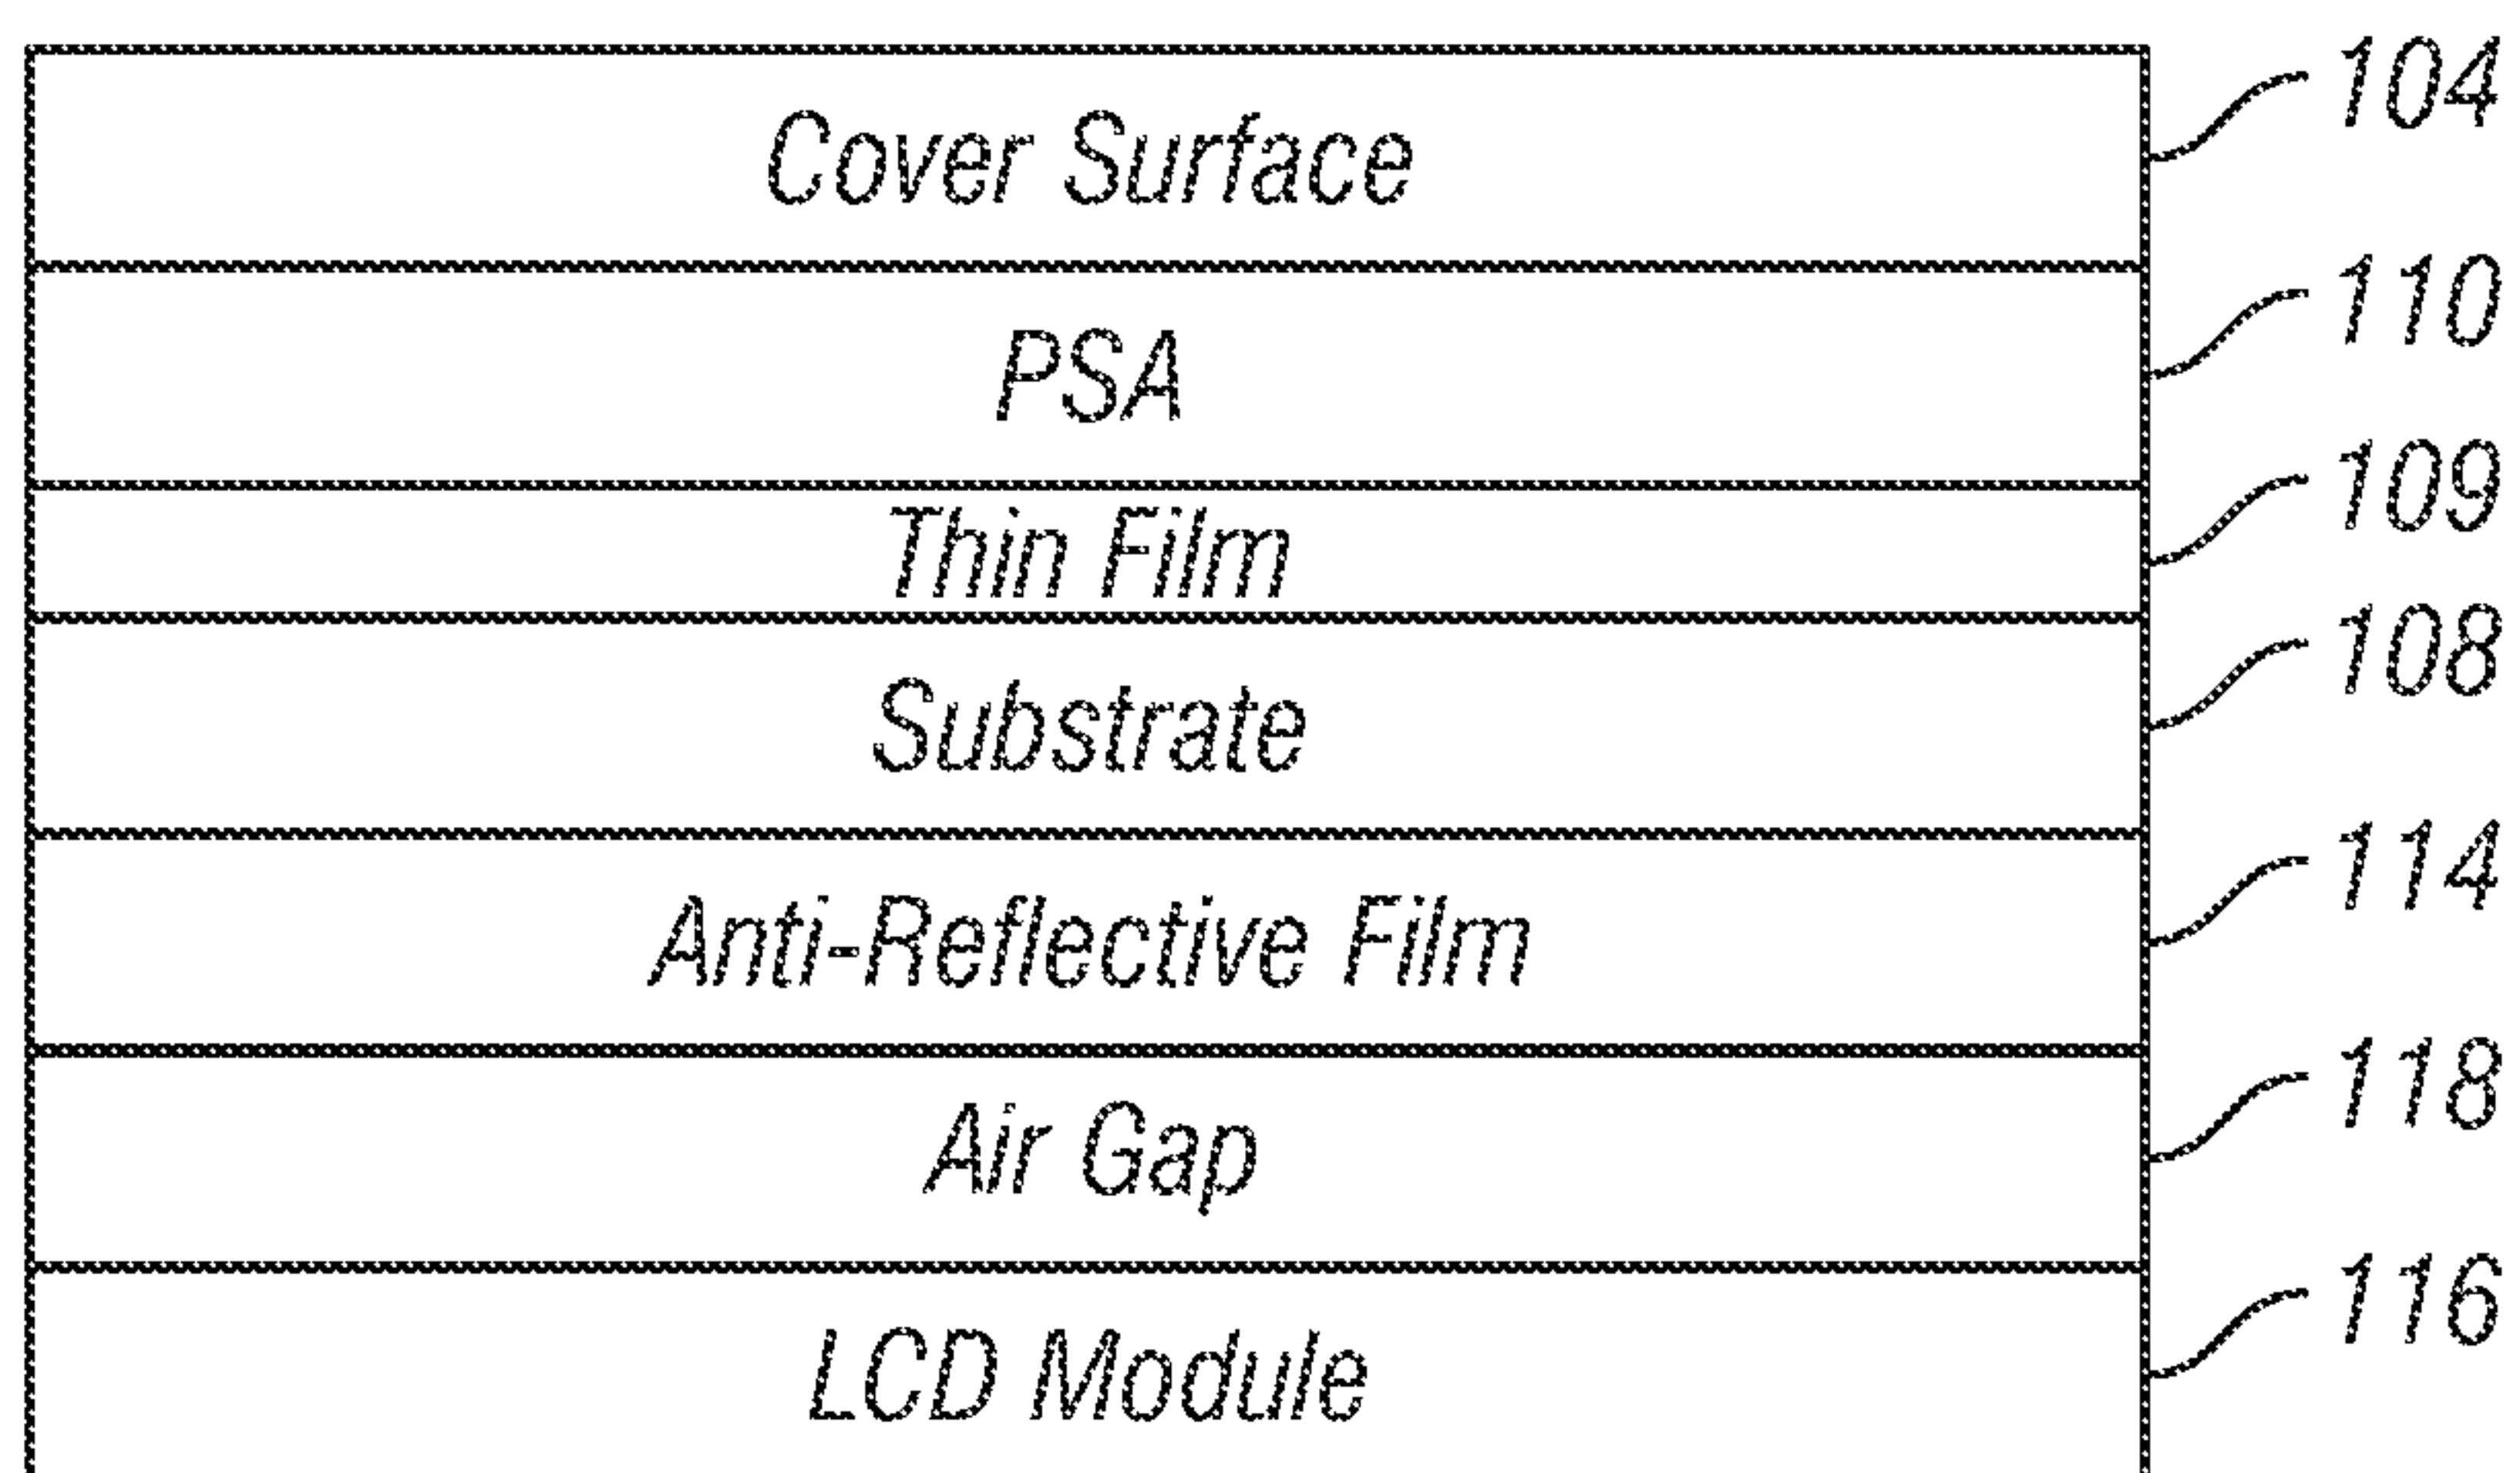 Cover Surface 104
PSA 110
Thin Film 109
Substrate 108
Anti-Reflective Film 114
Air Gap 118
LCD Module 116